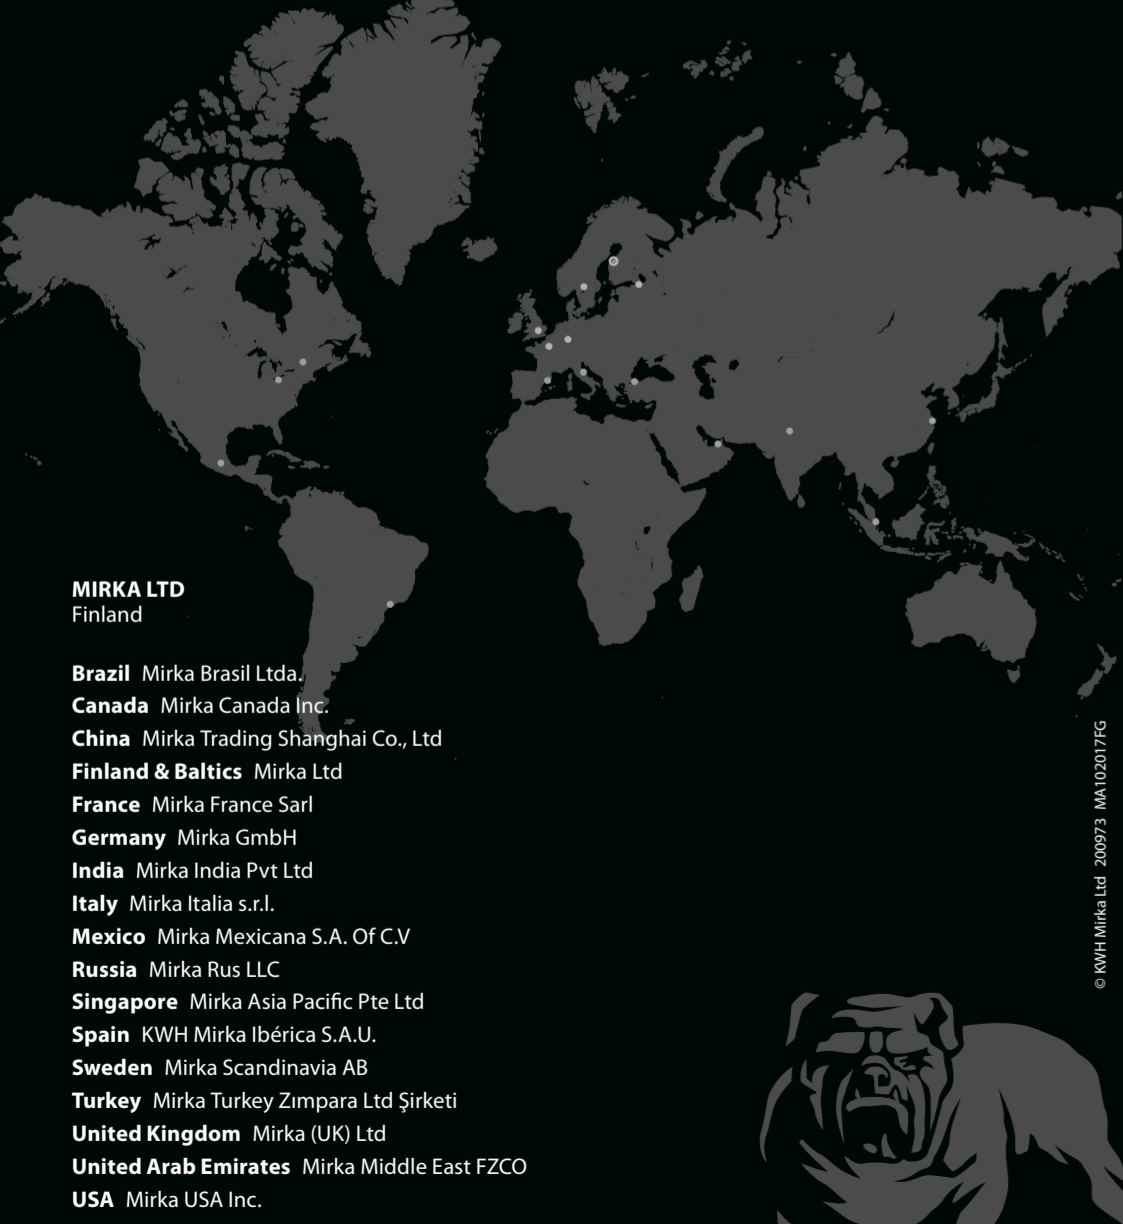 MIRKA LTD
Finland
Brazil Mirka Brasil Ltda.
Canada Mirka Canada Inc.
China Mirka Trading Shanghai Co., Ltd
Finland & Baltics Mirka Ltd
France Mirka France Sarl
Germany Mirka GmbH
India Mirka India Pvt Ltd
Italy Mirka Italia s.r.l.
Mexico Mirka Mexicana S.A. Of C.V
Russia Mirka Rus LLC
Singapore Mirka Asia Pacific Pte Ltd
Spain KWH Mirka Ibérica S.A.U.
Sweden Mirka Scandinavia AB
Turkey Mirka Turkey Zımpara Ltd Şirketi
United Kingdom Mirka (UK) Ltd
United Arab Emirates Mirka Middle East FZCO
USA Mirka USA Inc.
© KWH Mirka Ltd 200973 MA102017FG